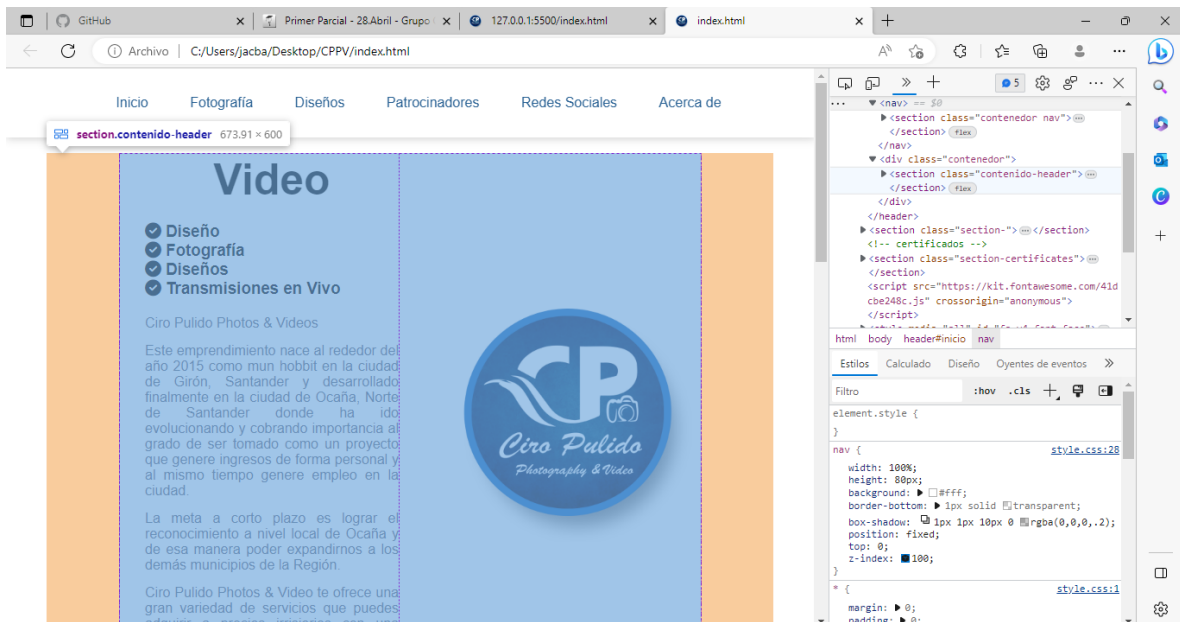 GitHub
Primer Parcial - 28.Abril - Grupo
127.0.0.1:5500/index.html
index.html
Archivo
C:/Users/jacba/Desktop/CPPV/index.html
Inicio Fotografía Diseños Patrocinadores Redes Sociales Acerca de
section.contenido-header 673.91 × 600
Video
Diseño
Fotografía
Diseños
Transmisiones en Vivo
Ciro Pulido Photos & Videos
Este emprendimiento nace al rededor del
año 2015 como mun hobbit en la ciudad
de Girón, Santander y desarrollado
finalmente en la ciudad de Ocaña, Norte
de Santander donde ha ido
evolucionando y cobrando importancia al
grado de ser tomado como un proyecto
que genere ingresos de forma personal y
al mismo tiempo genere empleo en la
ciudad.
La meta a corto plazo es lograr el
reconocimiento a nivel local de Ocaña y
de esa manera poder expandirnos a los
demás municipios de la Región.
Ciro Pulido Photos & Video te ofrece una
gran variedad de servicios que puedes
CP
Ciro Pulido
Photography & Video
5
<nav> == $0
<section class="contenedor nav">
</section> flex
</nav>
<div class="contenedor">
<section class="contenido-header">
</section> flex
</div>
</header>
<section class="section-"> </section>
<!-- certificados -->
<section class="section-certificates">
</section>
<script src="https://kit.fontawesome.com/41d
cbe248c.js" crossorigin="anonymous">
</script>
html body header#inicio nav
Estilos Calculado Diseño Oyentes de eventos
Filtro :hov .cls
element.style {
}
nav { style.css:28
width: 100%;
height: 80px;
background: #fff;
border-bottom: 1px solid transparent;
box-shadow: 1px 1px 10px 0 rgba(0,0,0,.2);
position: fixed;
top: 0;
z-index: 100;
}
* { style.css:1
margin: 0;
padding: 0;